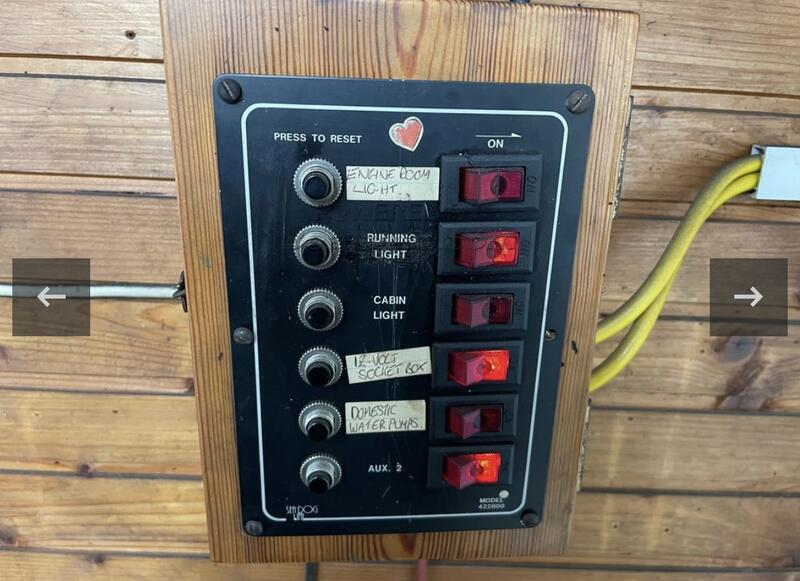 PRESS TO RESET
ON
ENGINE ROOM
LIGHT.
RUNNING
LIGHT
CABIN
LIGHT
12-VOLT
SOCKET BOX
DOMESTIC
WATER PUMPS.
AUX. 2
SEA DOG
LINE
MODEL
422800